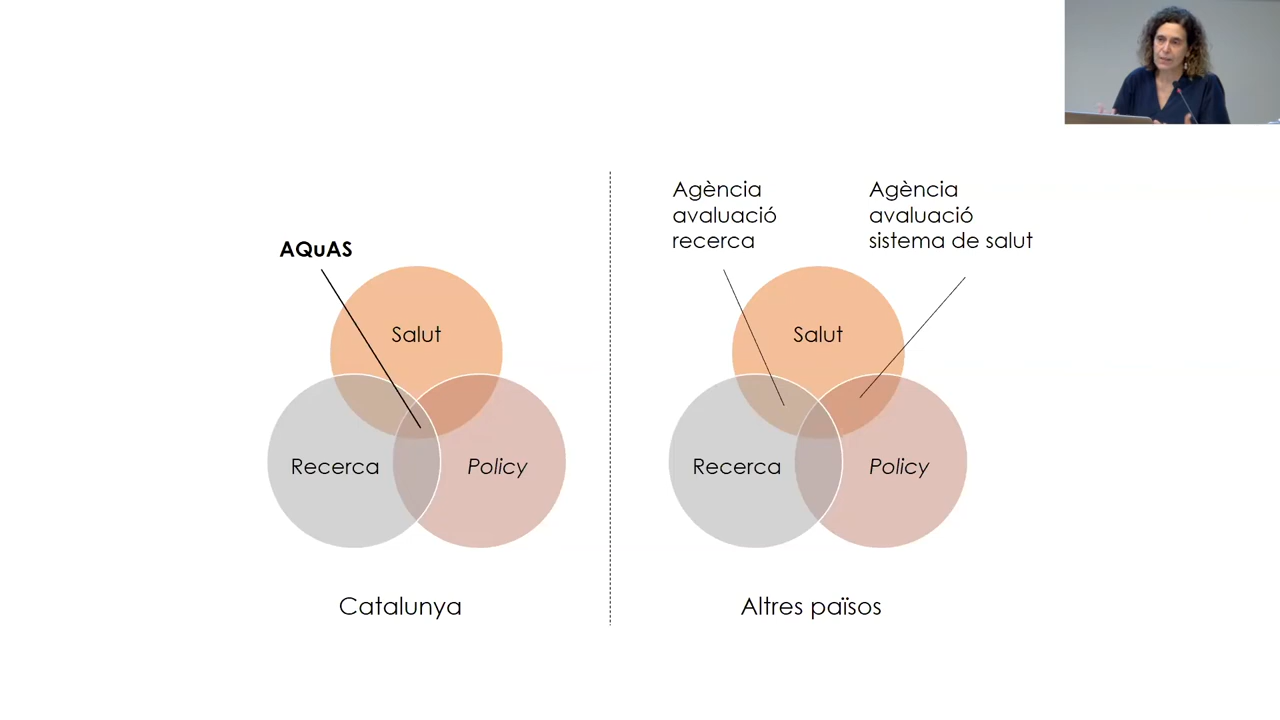 AQuAS
Salut
Recerca
Policy
Catalunya
Agència
avaluació
recerca
Agència
avaluació
sistema de salut
Salut
Recerca
Policy
Altres països